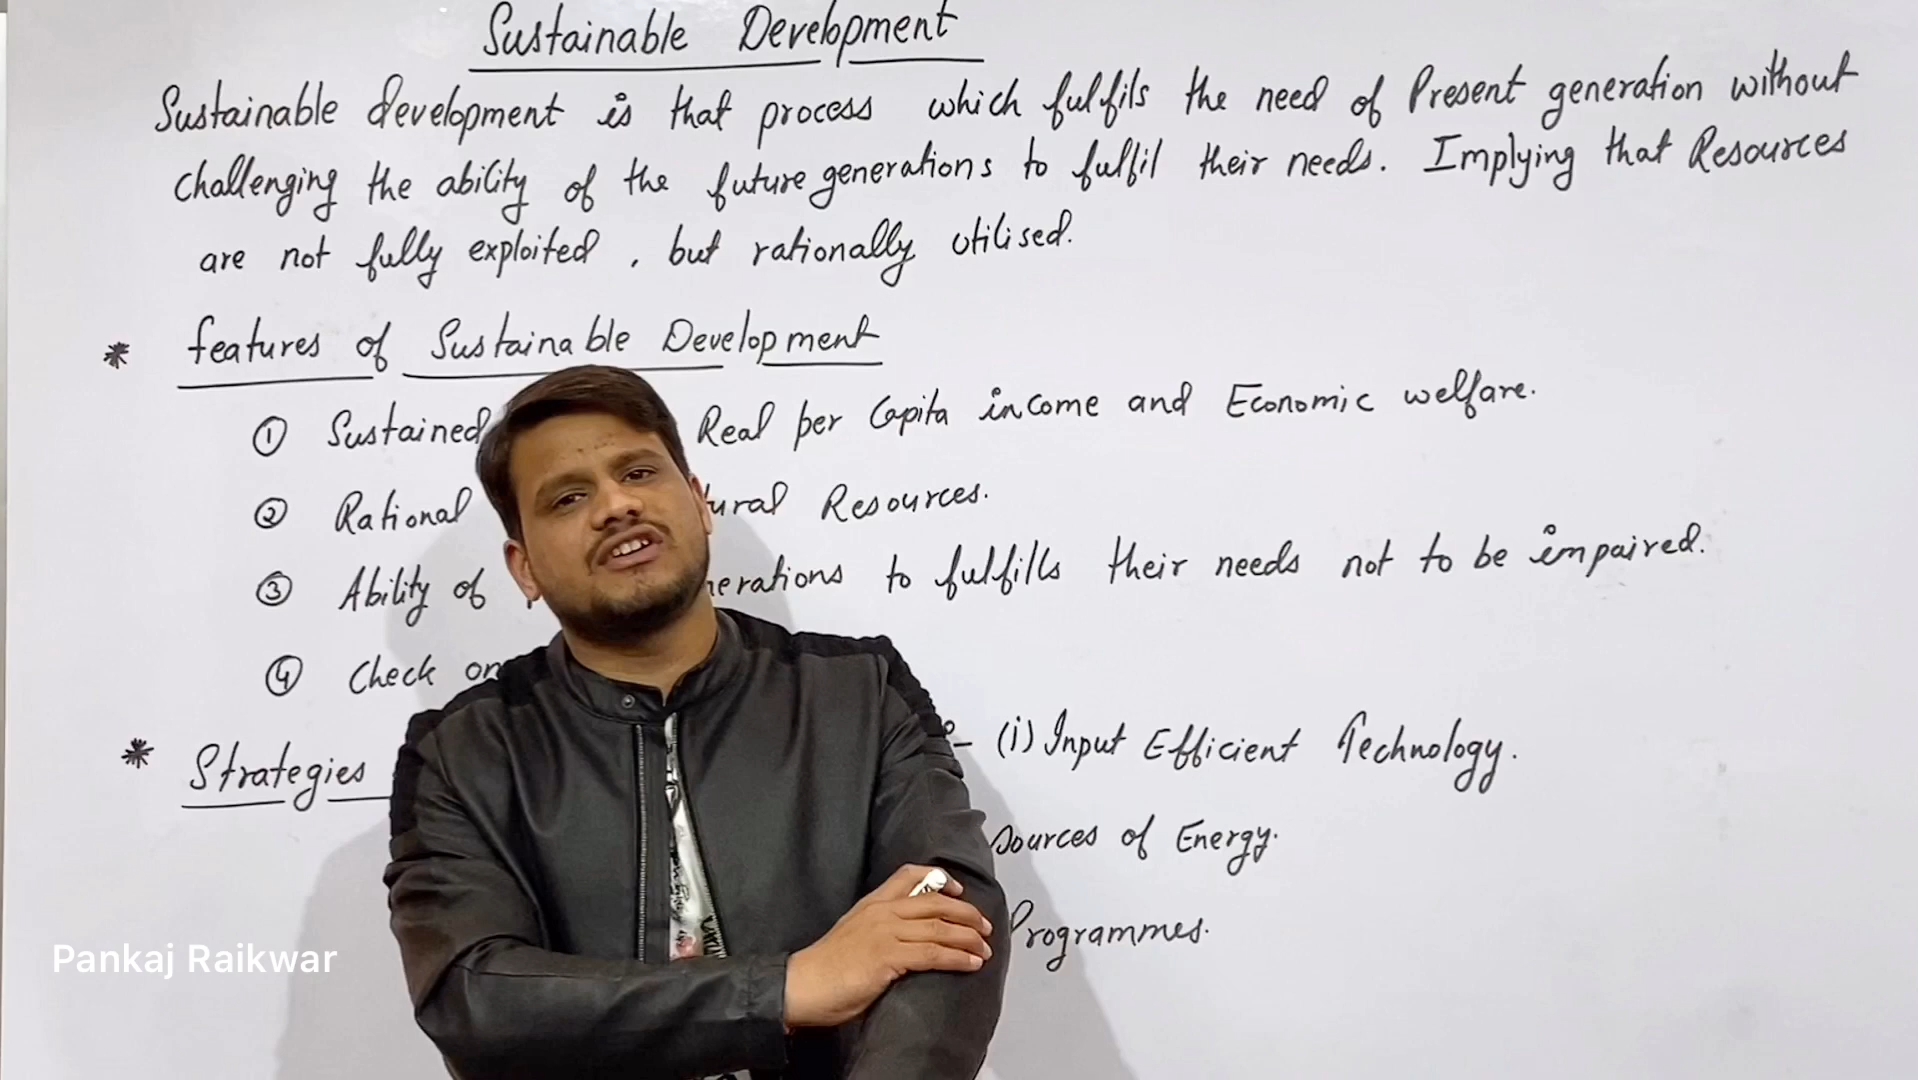 Sustainable Development
Sustainable development is that process which fulfils the need of Present generation without
challenging the ability of the future generations to fulfil their needs. Implying that Resources
are not fully exploited, but rationally utilised.
* features of Sustainable Development
① Sustained Real per Capita income and Economic welfare.
② Rational ural Resources.
③ Ability of nerations to fulfills their needs not to be impaired.
④ Check on
* Strategies :- (i) Input Efficient Technology.
Sources of Energy.
Programmes.
Pankaj Raikwar